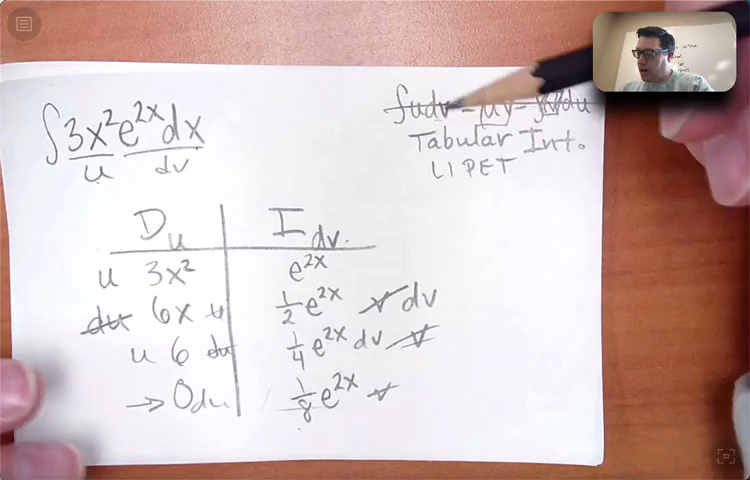 ∫3x²e²ˣdx
u dv
∫udv = uv - ∫vdu
Tabular Int.
LIPET
D_u I_dv
u 3x² e²ˣ
du 6x u ½e²ˣ v dv
u 6 du ¼e²ˣ dv v
→ 0 du ⅛e²ˣ v